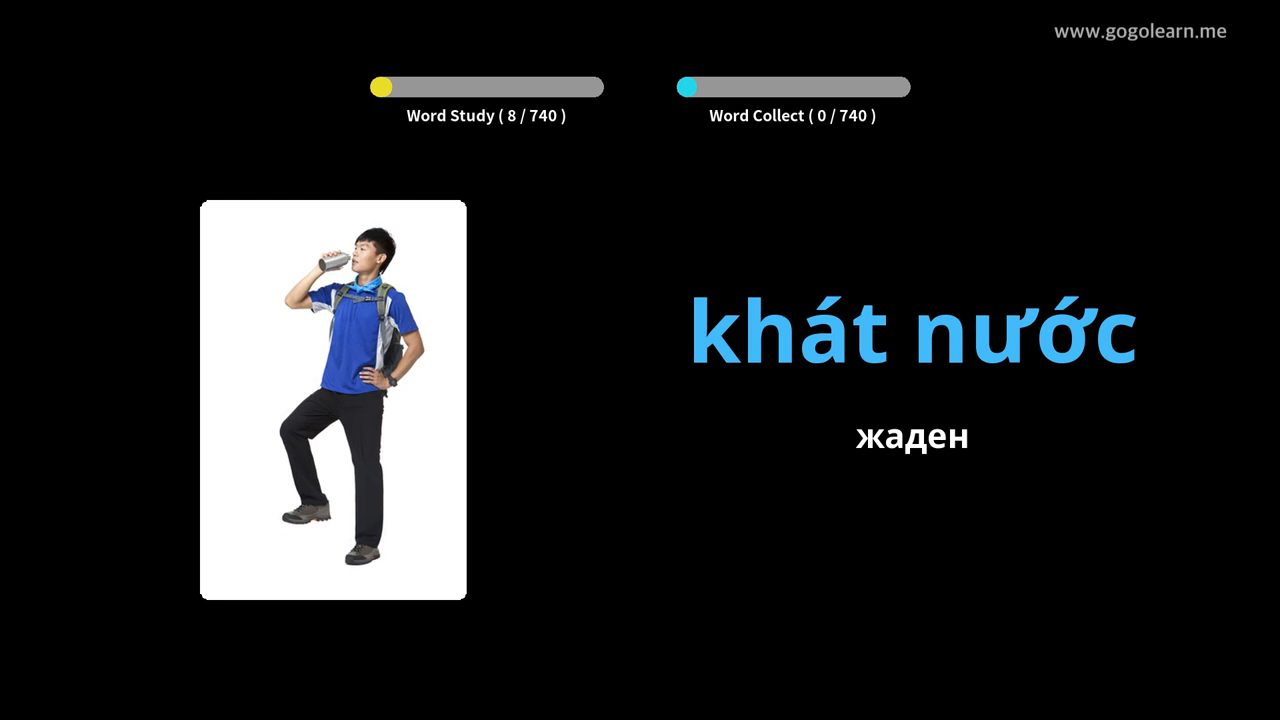 www.gogolearn.me
Word Study ( 8 / 740 )
Word Collect ( 0 / 740 )
khát nước
жаден